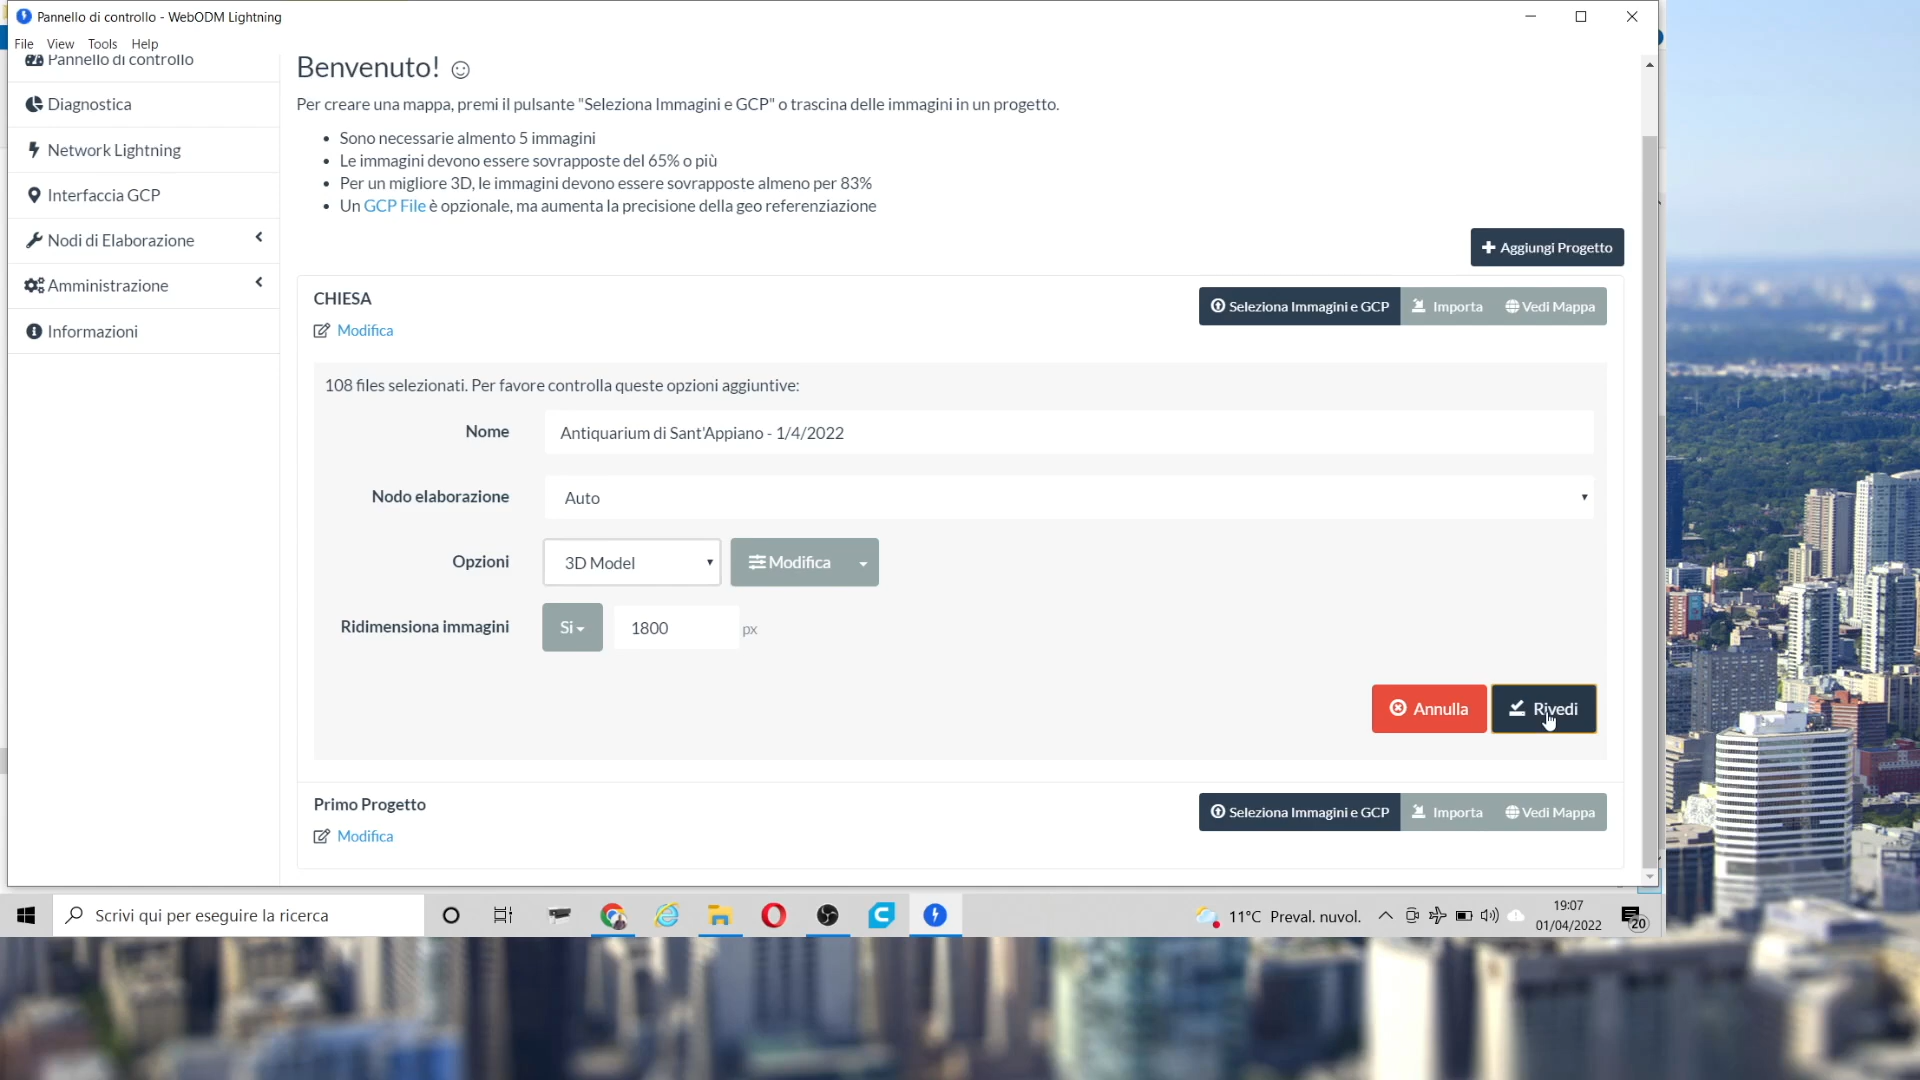 Pannello di controllo - WebODM Lightning
File View Tools Help
Pannello di controllo
Diagnostica
Network Lightning
Interfaccia GCP
Nodi di Elaborazione
Amministrazione
Informazioni
Benvenuto!
Per creare una mappa, premi il pulsante "Seleziona Immagini e GCP" o trascina delle immagini in un progetto.
Sono necessarie almento 5 immagini
Le immagini devono essere sovrapposte del 65% o più
Per un migliore 3D, le immagini devono essere sovrapposte almeno per 83%
Un GCP File è opzionale, ma aumenta la precisione della geo referenziazione
Aggiungi Progetto
CHIESA
Seleziona Immagini e GCP Importa Vedi Mappa
Modifica
108 files selezionati. Per favore controlla queste opzioni aggiuntive:
Nome Antiquarium di Sant'Appiano - 1/4/2022
Nodo elaborazione Auto
Opzioni 3D Model Modifica
Ridimensiona immagini Si 1800 px
Annulla Rivedi
Primo Progetto
Seleziona Immagini e GCP Importa Vedi Mappa
Modifica
Scrivi qui per eseguire la ricerca
11°C Preval. nuvol.
19:07
01/04/2022
20